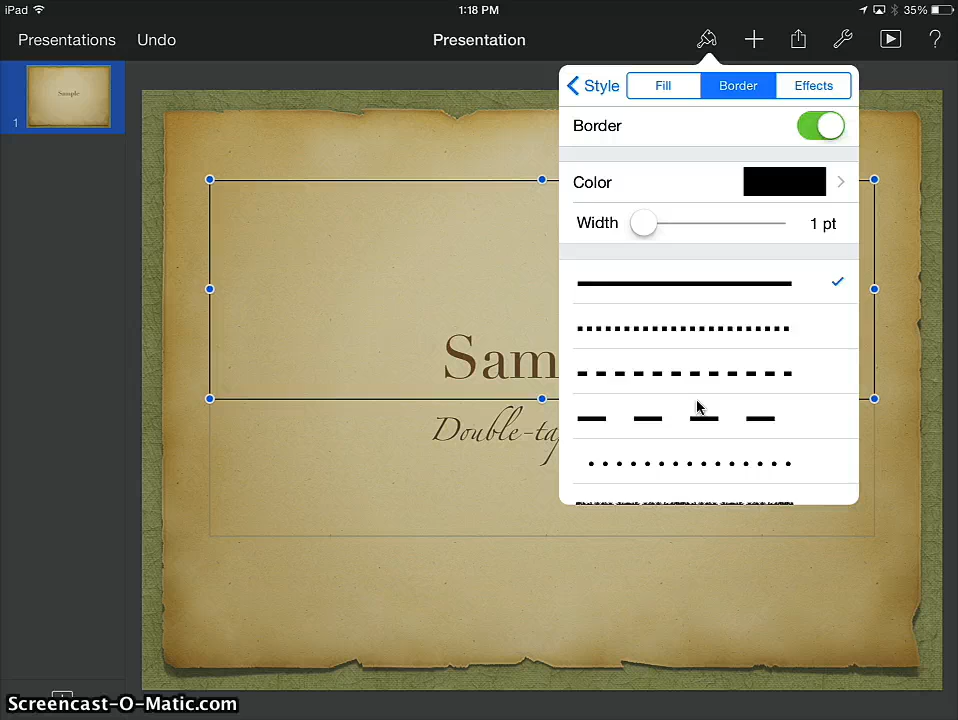 iPad 1:18 PM 35%
Presentations Undo Presentation ?
Style Fill Border Effects
Border
Color
Width 1 pt
Sample
1
Sam
Double-ta
Screencast-O-Matic.com